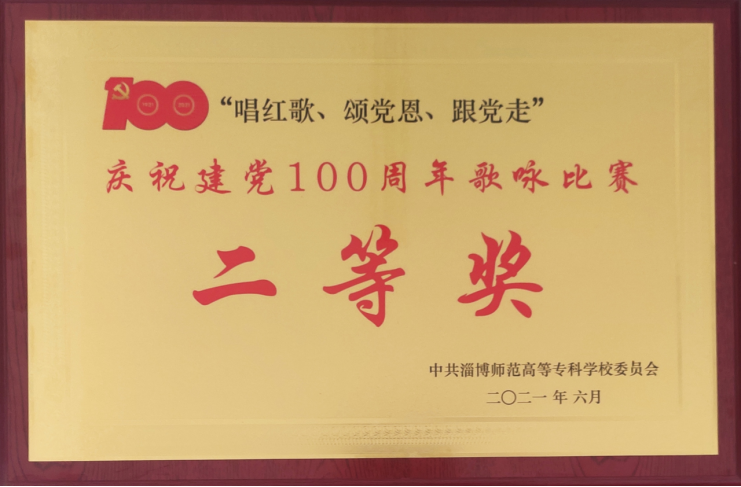 100 “唱红歌、颂党恩、跟党走”
庆祝建党100周年歌咏比赛
二等奖
中共淄博师范高等专科学校委员会
二〇二一年 六月